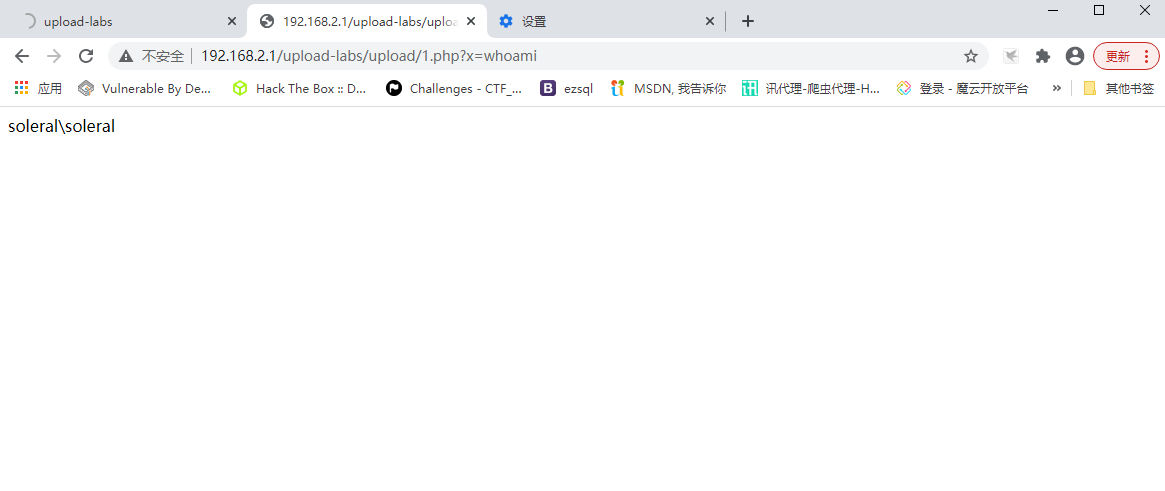 upload-labs
192.168.2.1/upload-labs/uploa
设置
不安全
192.168.2.1/upload-labs/upload/1.php?x=whoami
更新
应用
Vulnerable By De...
Hack The Box :: D...
Challenges - CTF_...
ezsql
MSDN, 我告诉你
讯代理-爬虫代理-H...
登录 - 魔云开放平台
»
其他书签
soleral\soleral